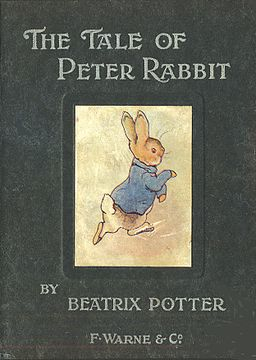 THE TALE OF
PETER RABBIT
BY
BEATRIX POTTER
F. WARNE & Co